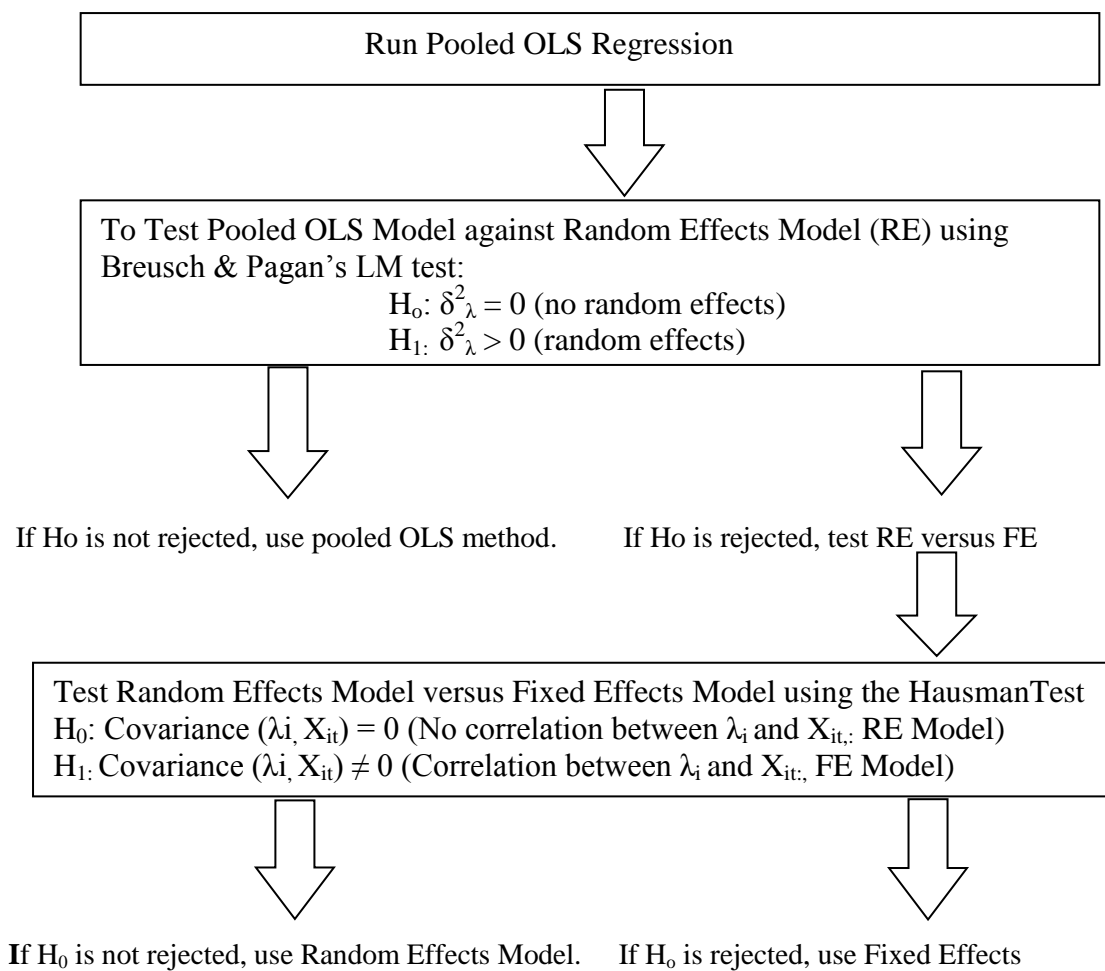 Run Pooled OLS Regression
To Test Pooled OLS Model against Random Effects Model (RE) using
Breusch & Pagan's LM test:
Hₒ: δ²λ = 0 (no random effects)
H₁: δ²λ > 0 (random effects)
If Ho is not rejected, use pooled OLS method.
If Ho is rejected, test RE versus FE
Test Random Effects Model versus Fixed Effects Model using the HausmanTest
H₀: Covariance (λi, Xᵢₜ) = 0 (No correlation between λᵢ and Xᵢₜ,: RE Model)
H₁: Covariance (λi, Xᵢₜ) ≠ 0 (Correlation between λᵢ and Xᵢₜ:, FE Model)
If H₀ is not rejected, use Random Effects Model.
If Hₒ is rejected, use Fixed Effects